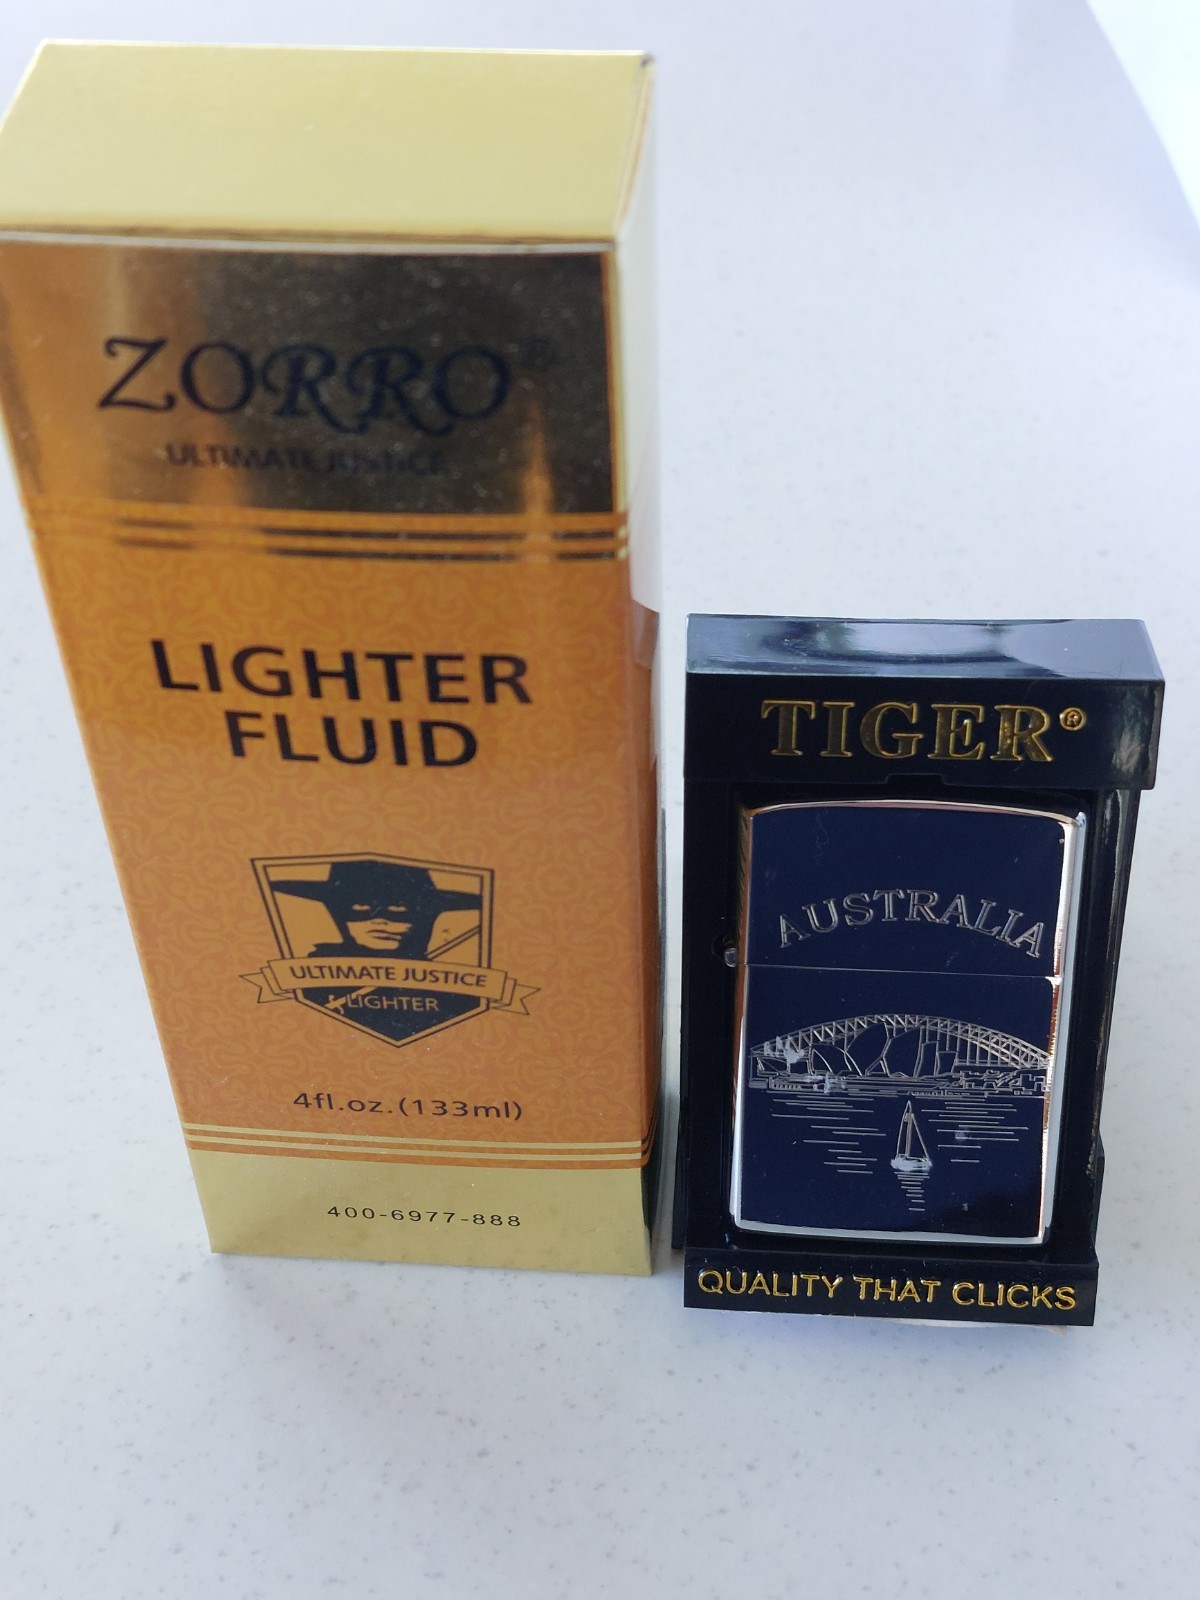 ZORRO®
ULTIMATE JUSTICE
LIGHTER
FLUID
ULTIMATE JUSTICE
LIGHTER
4fl.oz.(133ml)
400-6977-888
TIGER®
AUSTRALIA
QUALITY THAT CLICKS